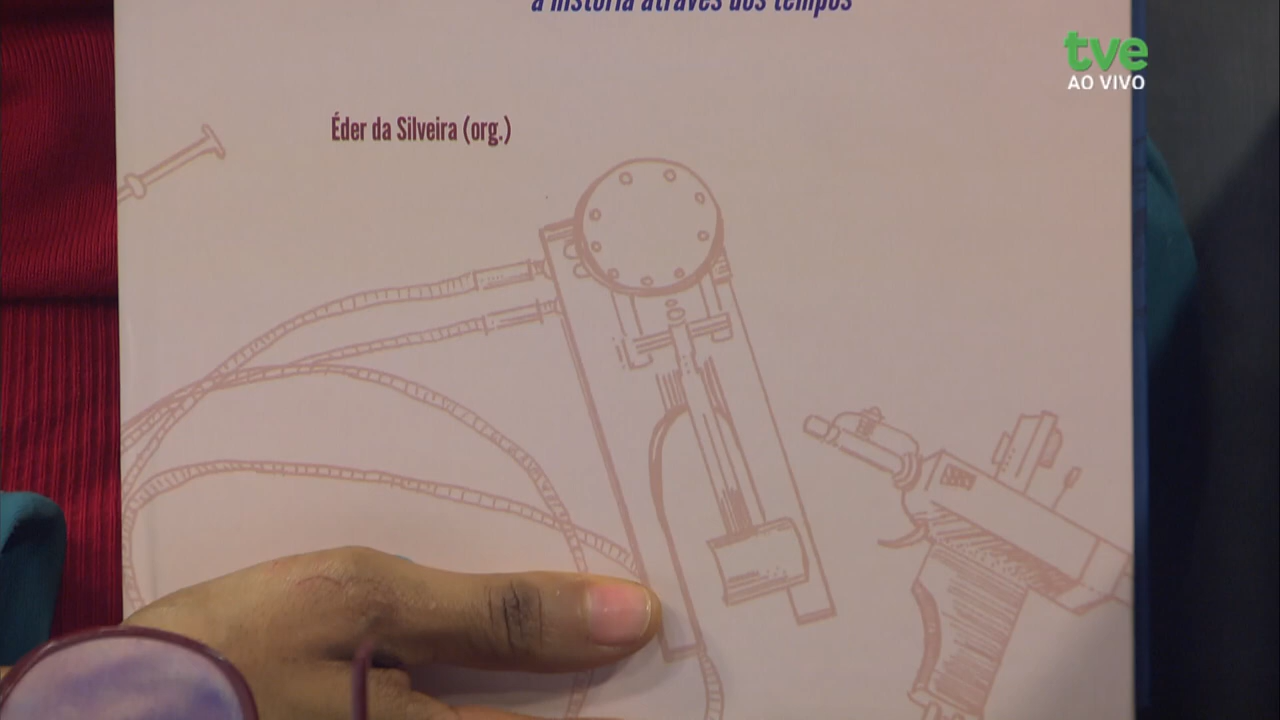 a história através dos tempos
tve
AO VIVO
Éder da Silveira (org.)